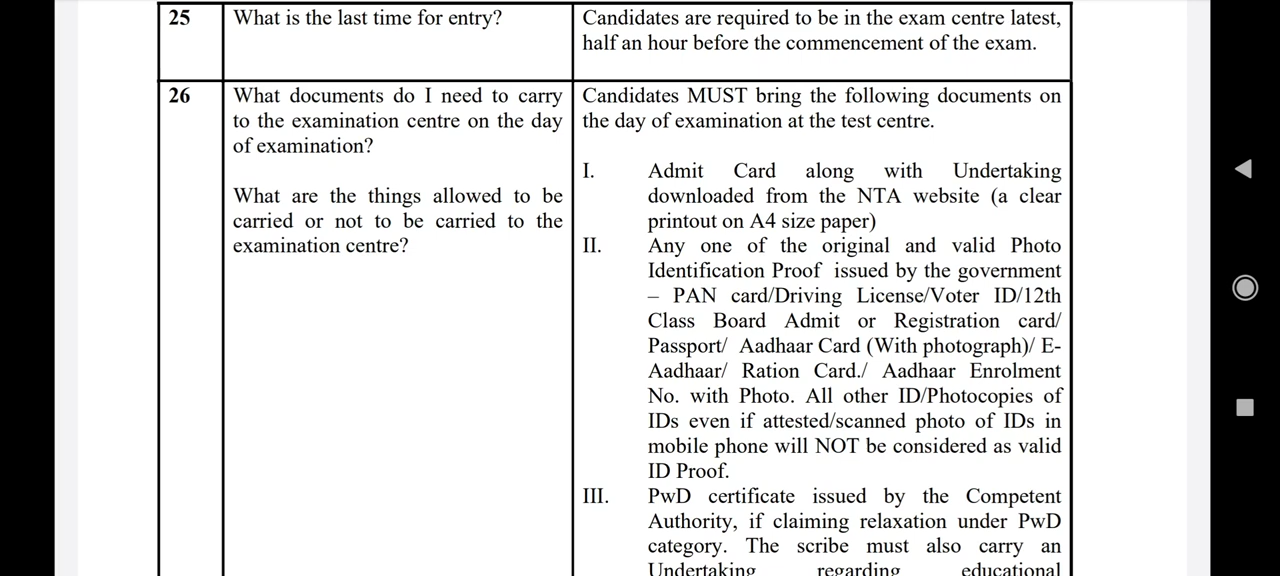 25
What is the last time for entry?
Candidates are required to be in the exam centre latest,
half an hour before the commencement of the exam.
26
What documents do I need to carry
to the examination centre on the day
of examination?
What are the things allowed to be
carried or not to be carried to the
examination centre?
Candidates MUST bring the following documents on
the day of examination at the test centre.
I. Admit Card along with Undertaking
downloaded from the NTA website (a clear
printout on A4 size paper)
II. Any one of the original and valid Photo
Identification Proof issued by the government
– PAN card/Driving License/Voter ID/12th
Class Board Admit or Registration card/
Passport/ Aadhaar Card (With photograph)/ E-
Aadhaar/ Ration Card./ Aadhaar Enrolment
No. with Photo. All other ID/Photocopies of
IDs even if attested/scanned photo of IDs in
mobile phone will NOT be considered as valid
ID Proof.
III. PwD certificate issued by the Competent
Authority, if claiming relaxation under PwD
category. The scribe must also carry an
Undertaking regarding educational